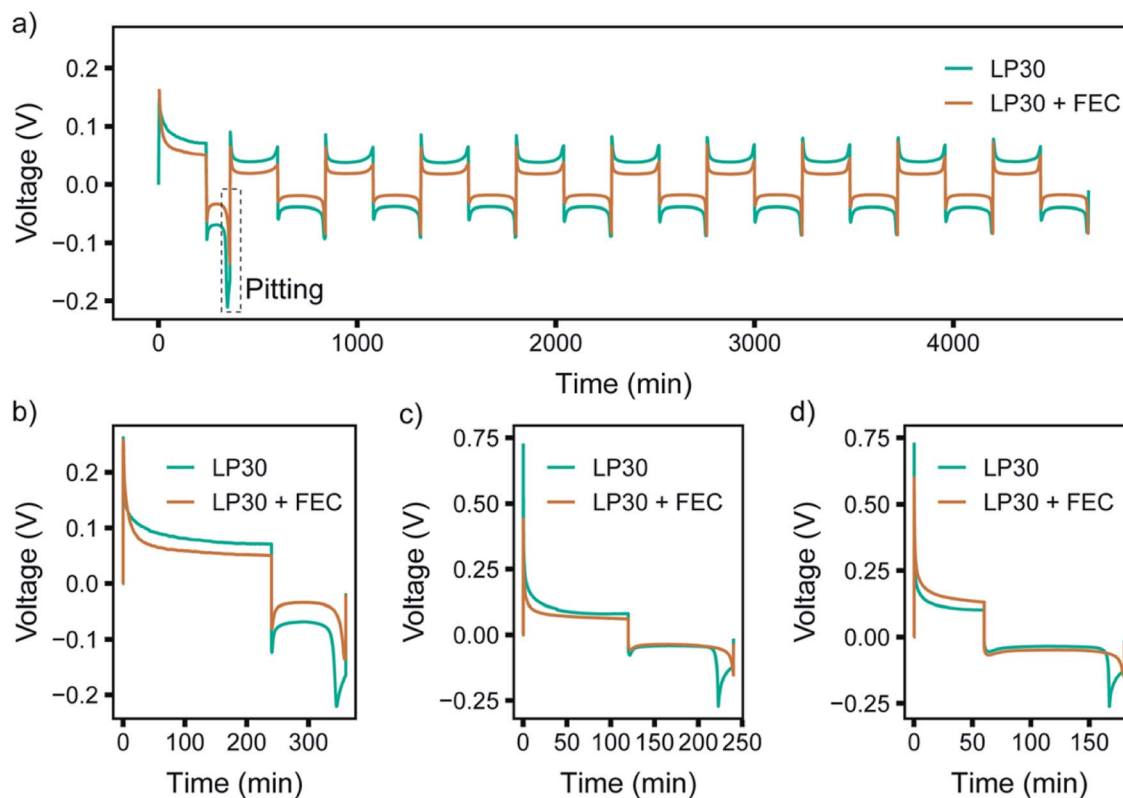 a)
Voltage (V)
0.2
0.1
0.0
−0.1
−0.2
LP30
LP30 + FEC
Pitting
0
1000
2000
3000
4000
Time (min)
b)
Voltage (V)
0.2
0.1
0.0
−0.1
−0.2
LP30
LP30 + FEC
0 100 200 300
Time (min)
c)
Voltage (V)
0.75
0.50
0.25
0.00
−0.25
LP30
LP30 + FEC
0 50 100 150 200 250
Time (min)
d)
Voltage (V)
0.75
0.50
0.25
0.00
−0.25
LP30
LP30 + FEC
0 50 100 150
Time (min)